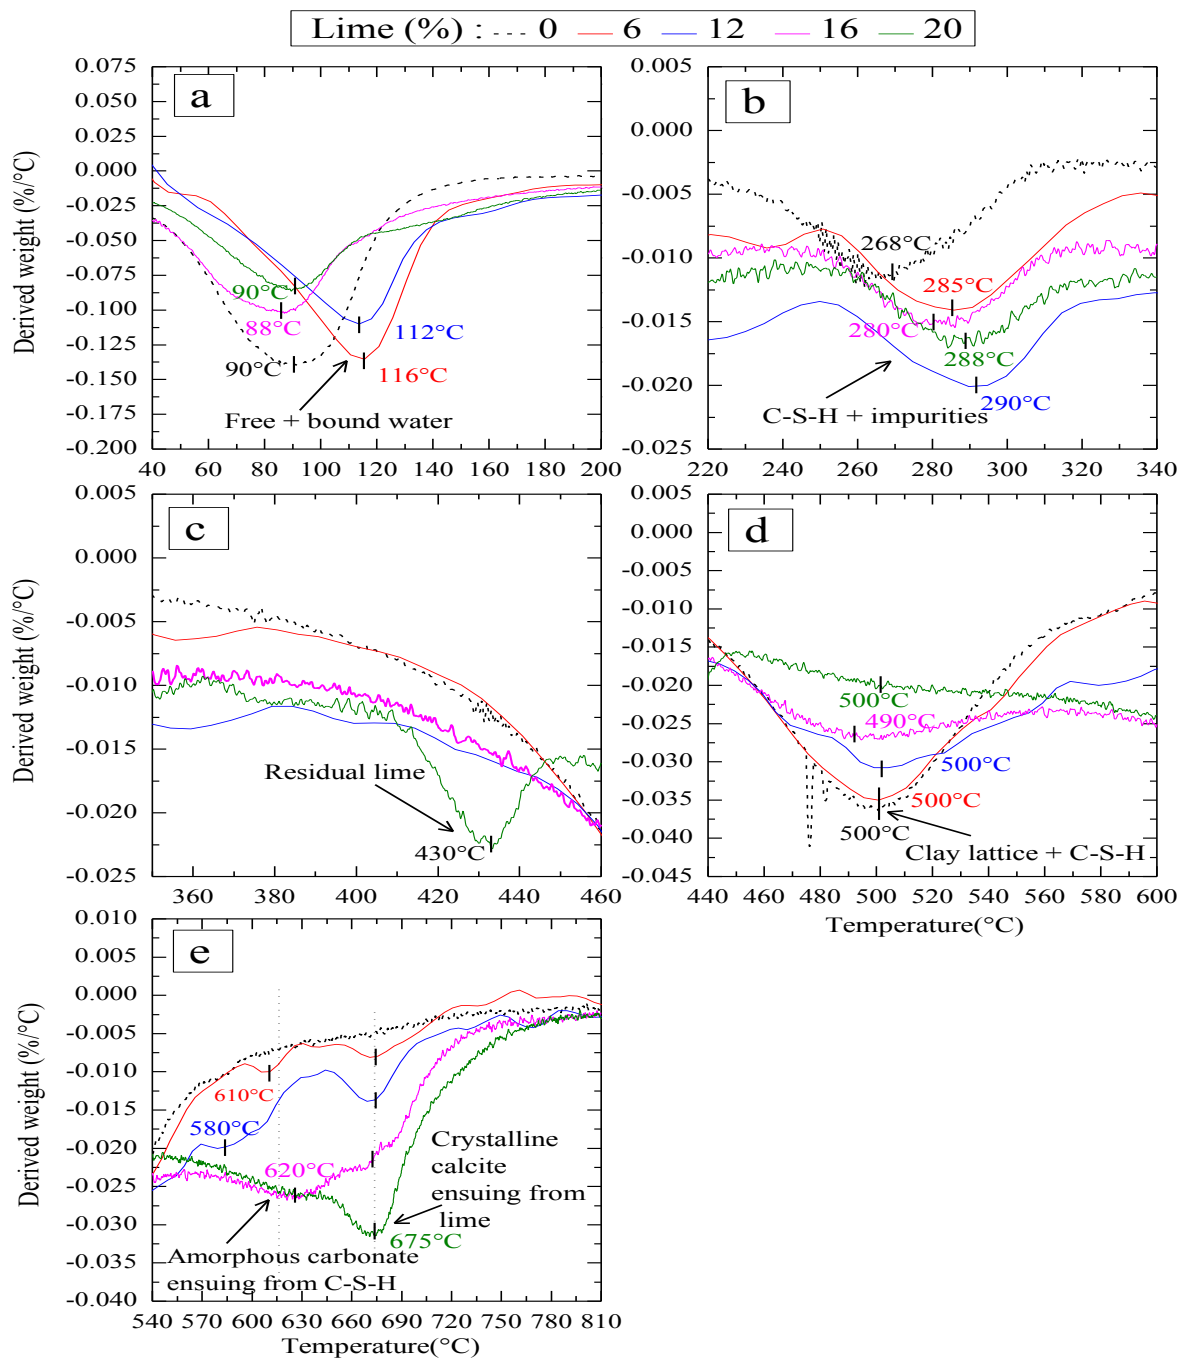 Lime (%) : 0 6 12 16 20
a
0.075
0.050
0.025
0.000
-0.025
-0.050
-0.075
-0.100
-0.125
-0.150
-0.175
-0.200
40 60 80 100 120 140 160 180 200
Derived weight (%/°C)
90°C
88°C
90°C
112°C
116°C
Free + bound water
b
0.005
0.000
-0.005
-0.010
-0.015
-0.020
-0.025
220 240 260 280 300 320 340
268°C
285°C
280°C
288°C
290°C
C-S-H + impurities
c
0.005
0.000
-0.005
-0.010
-0.015
-0.020
-0.025
360 380 400 420 440 460
Derived weight (%/°C)
Residual lime
430°C
d
0.005
0.000
-0.005
-0.010
-0.015
-0.020
-0.025
-0.030
-0.035
-0.040
-0.045
440 460 480 500 520 540 560 580 600
Temperature(°C)
500°C
490°C
500°C
500°C
500°C
Clay lattice + C-S-H
e
0.010
0.005
0.000
-0.005
-0.010
-0.015
-0.020
-0.025
-0.030
-0.035
-0.040
540 570 600 630 660 690 720 750 780 810
Temperature(°C)
Derived weight (%/°C)
610°C
580°C
620°C
675°C
Crystalline
calcite
ensuing from
lime
Amorphous carbonate
ensuing from C-S-H